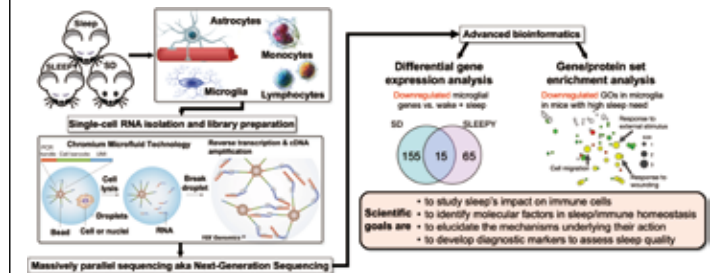 Sleep
SLEEPY
SD
Astrocytes
Monocytes
Microglia
Lymphocytes
Single-cell RNA isolation and library preparation
Chromium Microfluid Technology
Reverse transcription & cDNA
amplification
Cell
lysis
Break
droplet
Droplets
Bead
Cell or nuclei
RNA
10X Genomics
Massively parallel sequencing aka Next-Generation Sequencing
Advanced bioinformatics
Differential gene
expression analysis
Downregulated microglial
genes vs. wake + sleep
SD
SLEEPY
155
15
65
Gene/protein set
enrichment analysis
Downregulated GOs in microglia
in mice with high sleep need
Response to
external stimulus
Cell migration
Response to
wounding
Scientific
goals are
• to study sleep's impact on immune cells
• to identify molecular factors in sleep/immune homeostasis
• to elucidate the mechanisms underlying their action
• to develop diagnostic markers to assess sleep quality